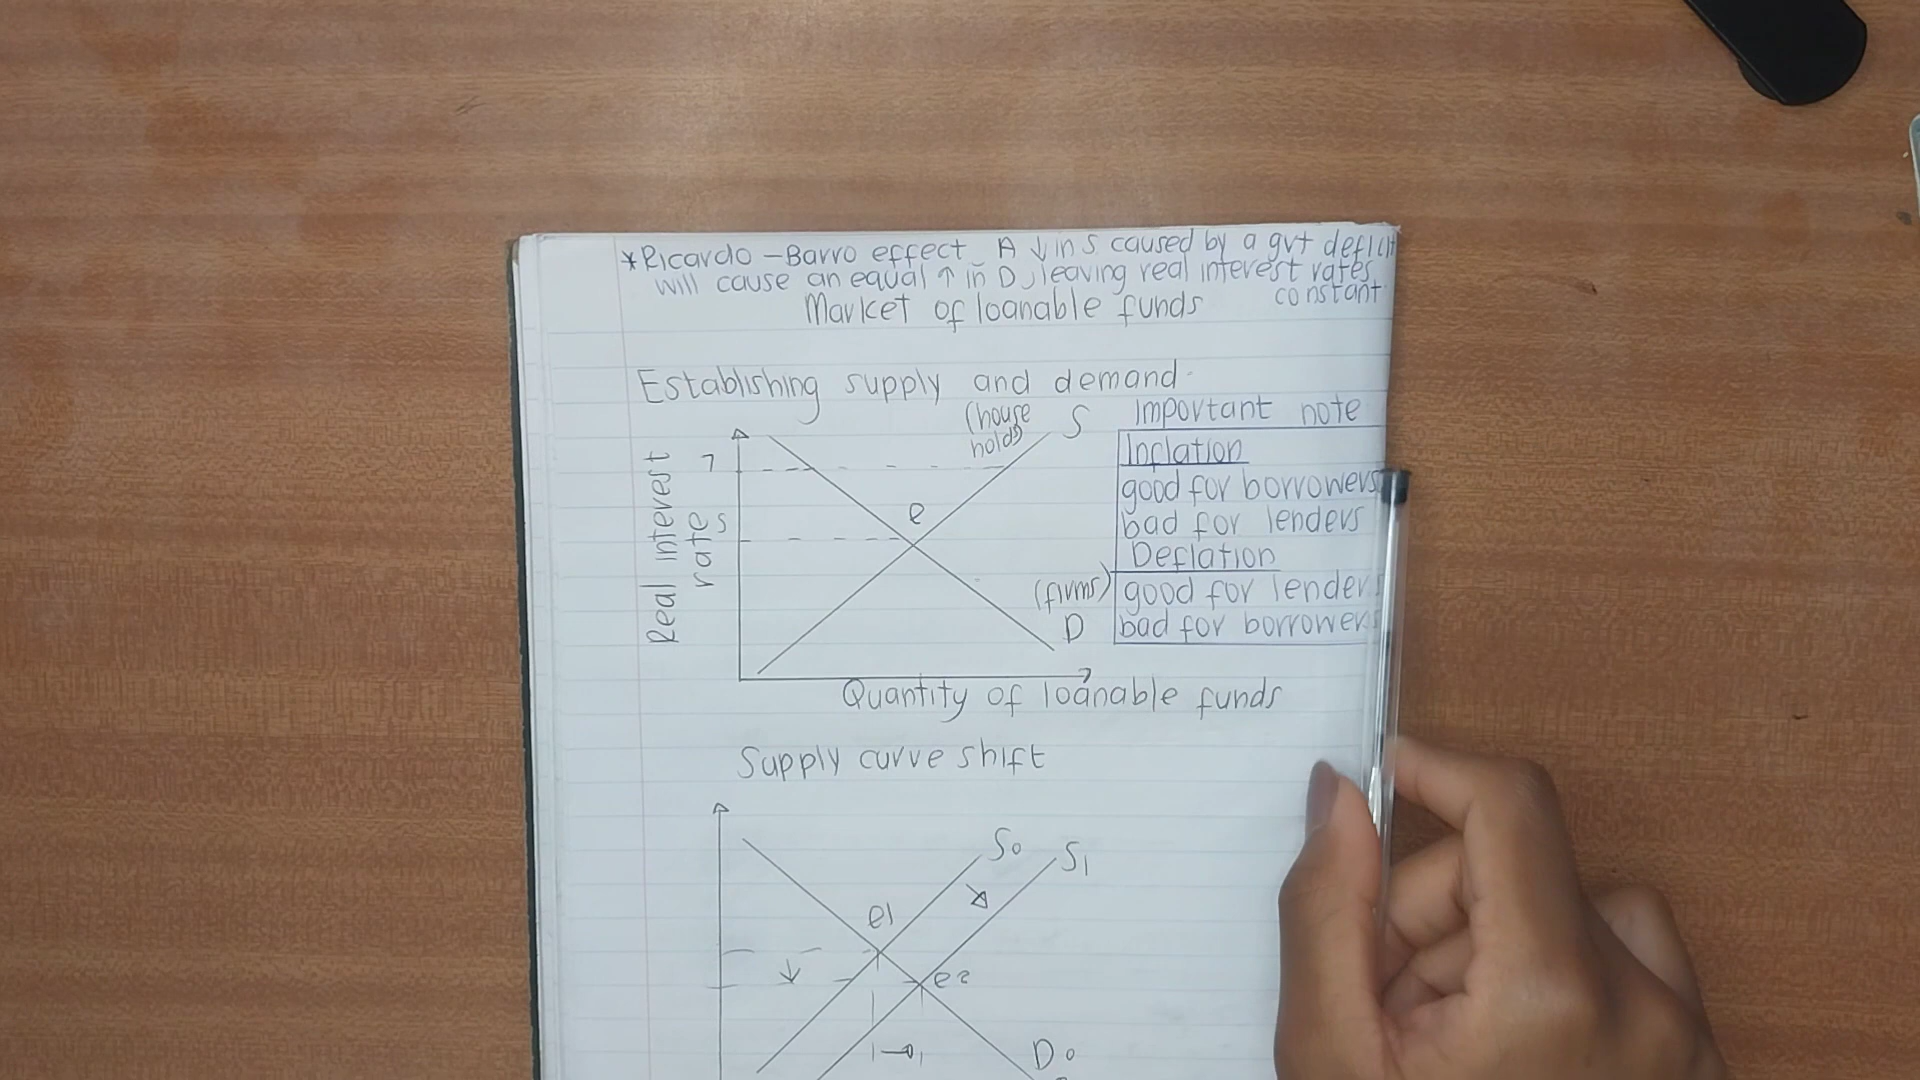 *Ricardo - Barro effect - A ↓ in S caused by a gvt deficit
will cause an equal ↑ in D, leaving real interest rates
constant
Market of loanable funds
Establishing supply and demand
(house
holds)
S
Important note
Inflation
good for borrowers
bad for lenders
Deflation
good for lenders
bad for borrowers
Real interest
rate
7
5
e
(firms)
D
Quantity of loanable funds
Supply curve shift
S0
S1
e1
e2
D0